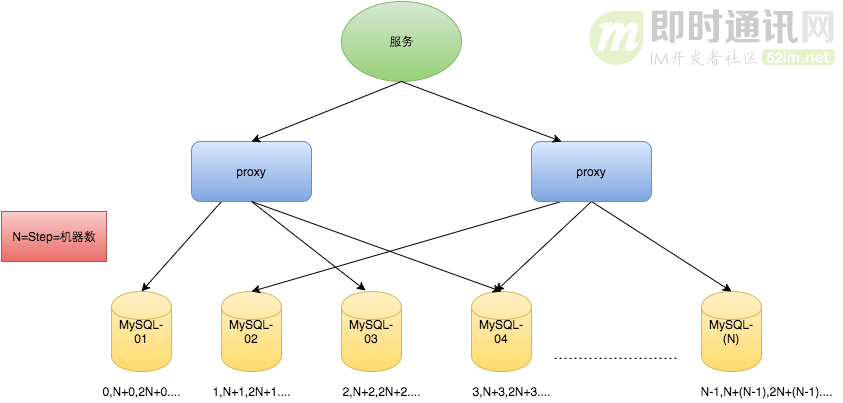 服务
m 即时通讯网
IM开发者社区 52im.net
proxy
proxy
N=Step=机器数
MySQL-
01
MySQL-
02
MySQL-
03
MySQL-
04
MySQL-
(N)
0,N+0,2N+0....
1,N+1,2N+1....
2,N+2,2N+2....
3,N+3,2N+3....
N-1,N+(N-1),2N+(N-1)....